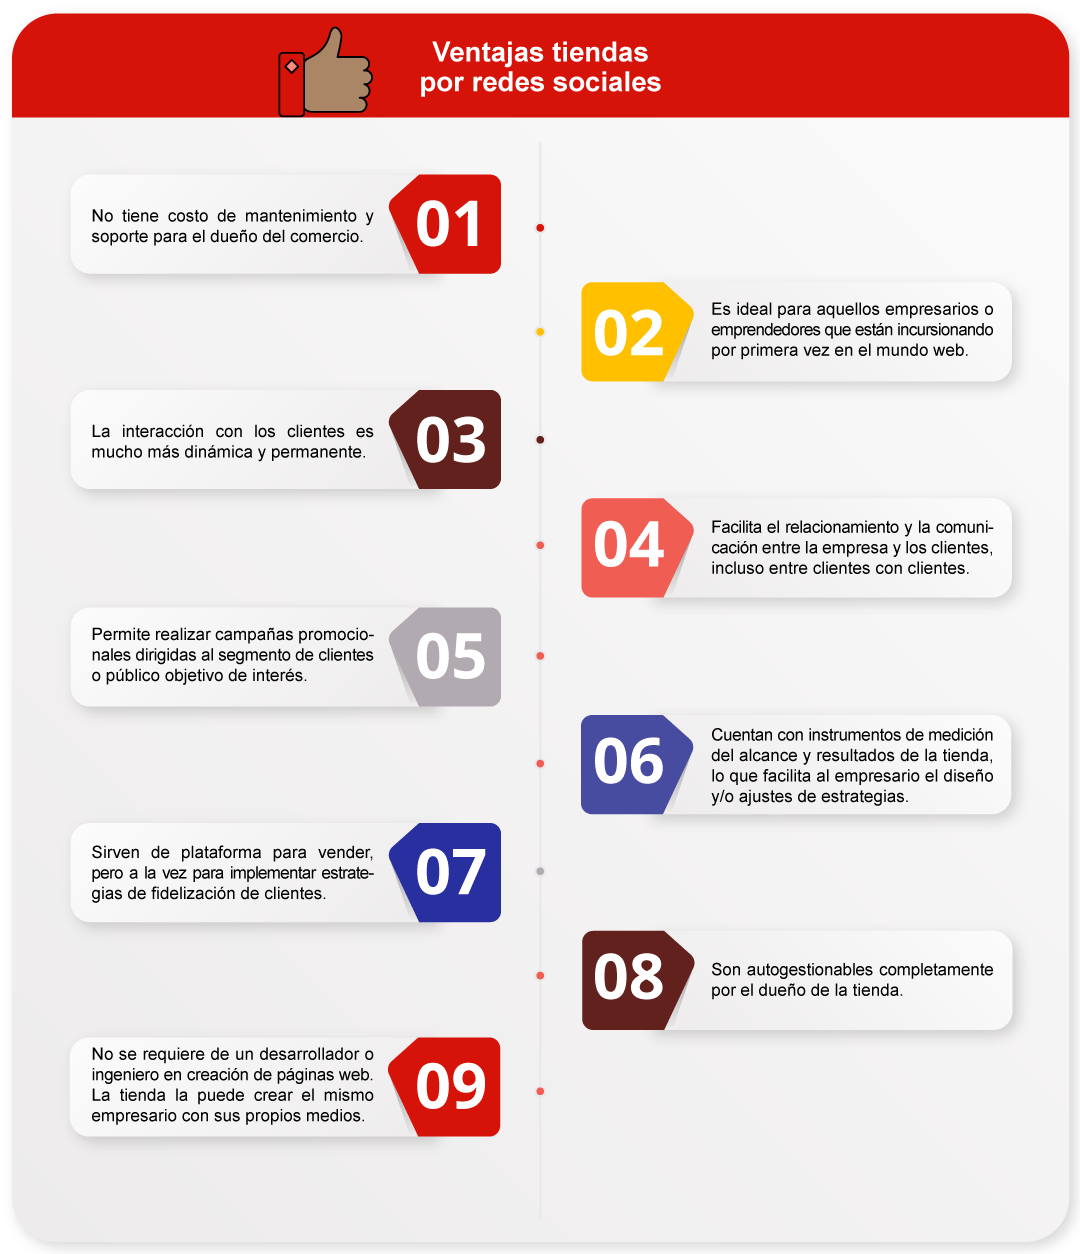 Ventajas tiendas
por redes sociales
No tiene costo de mantenimiento y
soporte para el dueño del comercio.
01
02
Es ideal para aquellos empresarios o
emprendedores que están incursionando
por primera vez en el mundo web.
La interacción con los clientes es
mucho más dinámica y permanente.
03
04
Facilita el relacionamiento y la comuni-
cación entre la empresa y los clientes,
incluso entre clientes con clientes.
Permite realizar campañas promocio-
nales dirigidas al segmento de clientes
o público objetivo de interés.
05
06
Cuentan con instrumentos de medición
del alcance y resultados de la tienda,
lo que facilita al empresario el diseño
y/o ajustes de estrategias.
Sirven de plataforma para vender,
pero a la vez para implementar estrate-
gias de fidelización de clientes.
07
08
Son autogestionables completamente
por el dueño de la tienda.
No se requiere de un desarrollador o
ingeniero en creación de páginas web.
La tienda la puede crear el mismo
empresario con sus propios medios.
09